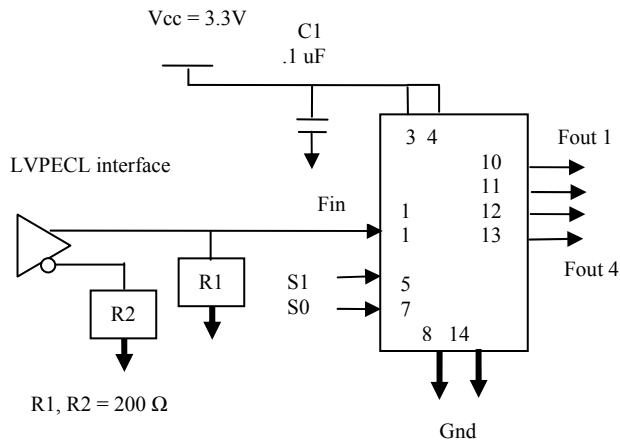 Vcc = 3.3V
C1
.1 uF
3 4
LVPECL interface
Fin
1
1
10
11
12
13
Fout 1
Fout 4
R1
R2
S1
S0
5
7
8 14
R1, R2 = 200 Ω
Gnd